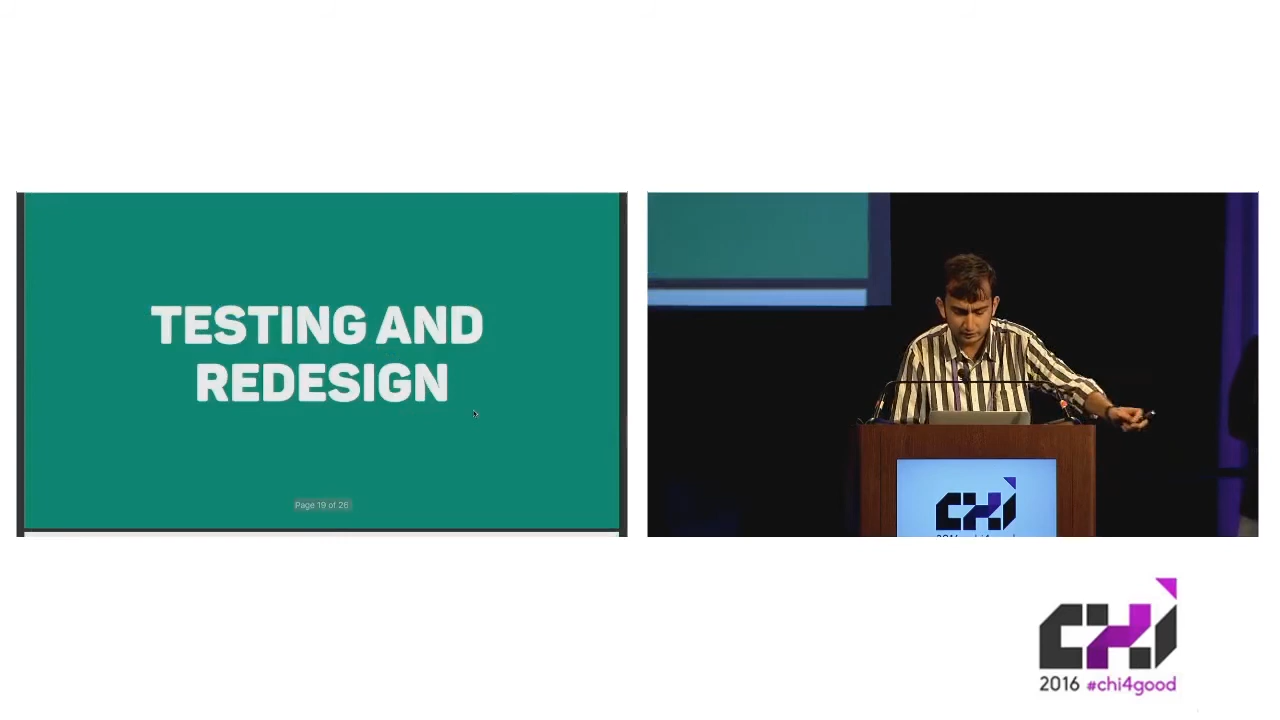 TESTING AND
REDESIGN
Page 19 of 26
CHI
CHI
2016 #chi4good